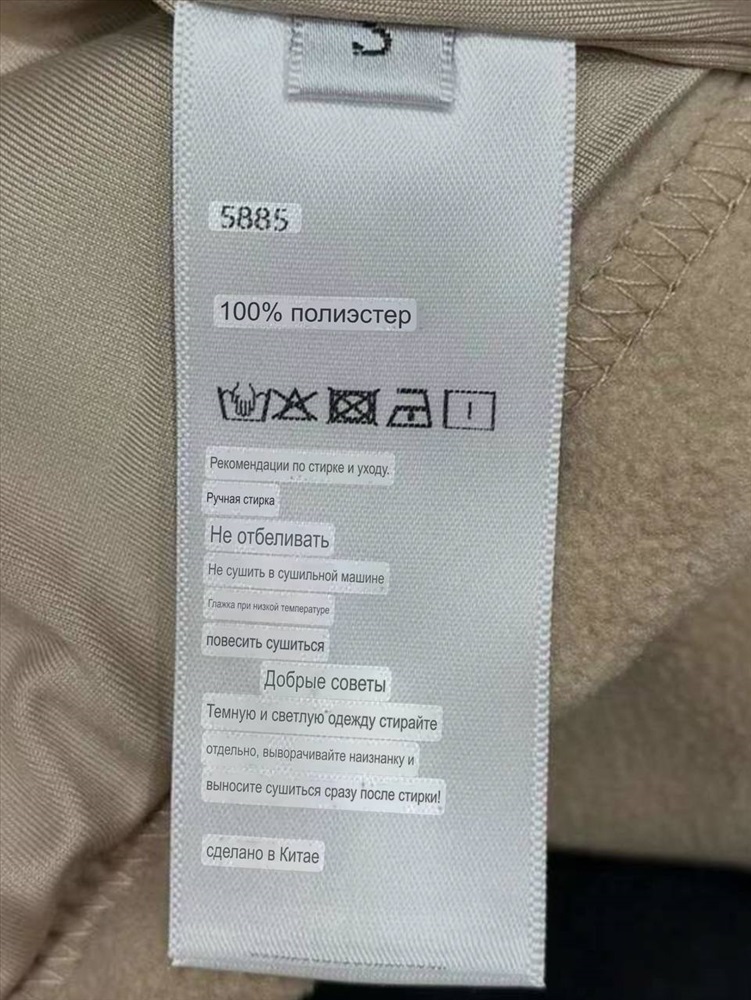 5885
100% полиэстер
Рекомендации по стирке и уходу.
Ручная стирка
Не отбеливать
Не сушить в сушильной машине
Глажка при низкой температуре
повесить сушиться
Добрые советы
Темную и светлую одежду стирайте
отдельно, выворачивайте наизнанку и
выносите сушиться сразу после стирки!
сделано в Китае